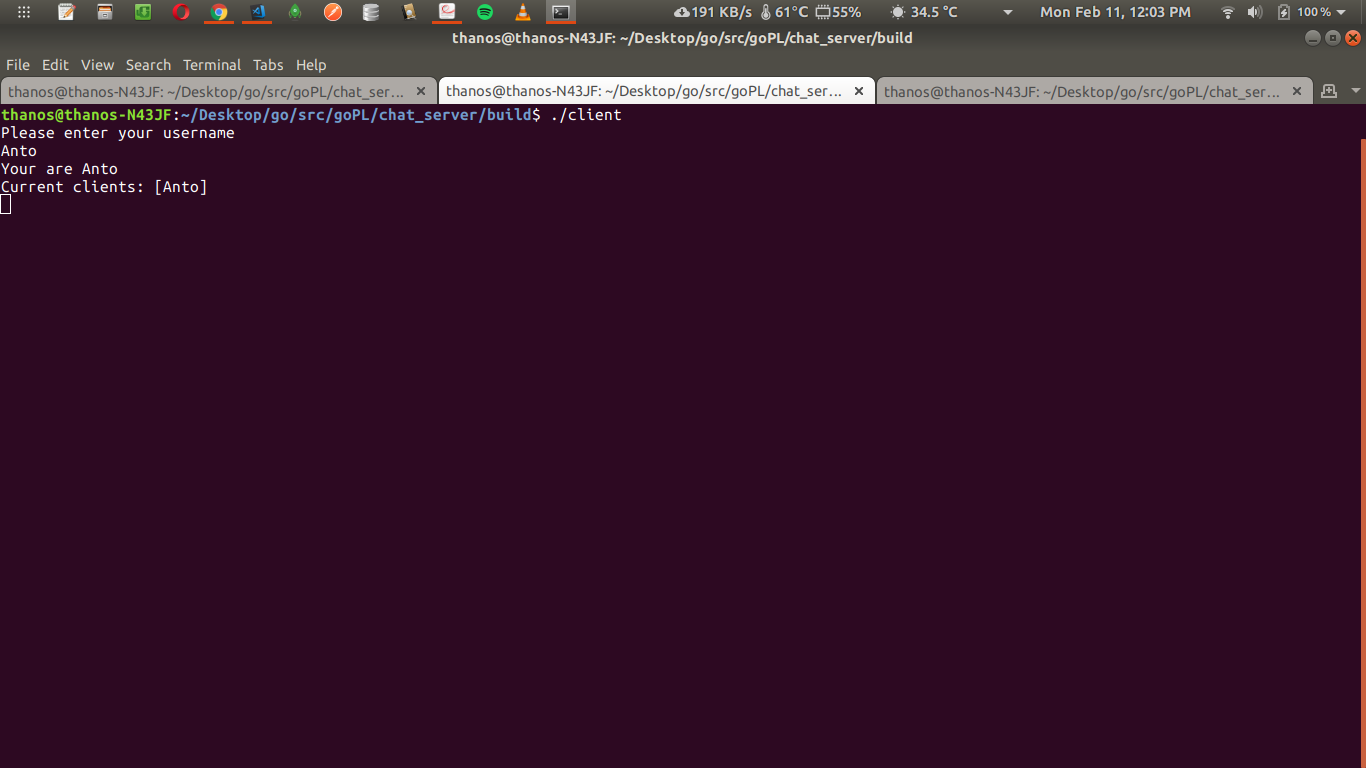 191 KB/s 61°C 55% 34.5 °C Mon Feb 11, 12:03 PM 100 %
thanos@thanos-N43JF: ~/Desktop/go/src/goPL/chat_server/build
File Edit View Search Terminal Tabs Help
thanos@thanos-N43JF: ~/Desktop/go/src/goPL/chat_ser... thanos@thanos-N43JF: ~/Desktop/go/src/goPL/chat_ser... thanos@thanos-N43JF: ~/Desktop/go/src/goPL/chat_ser...
thanos@thanos-N43JF:~/Desktop/go/src/goPL/chat_server/build$ ./client
Please enter your username
Anto
Your are Anto
Current clients: [Anto]